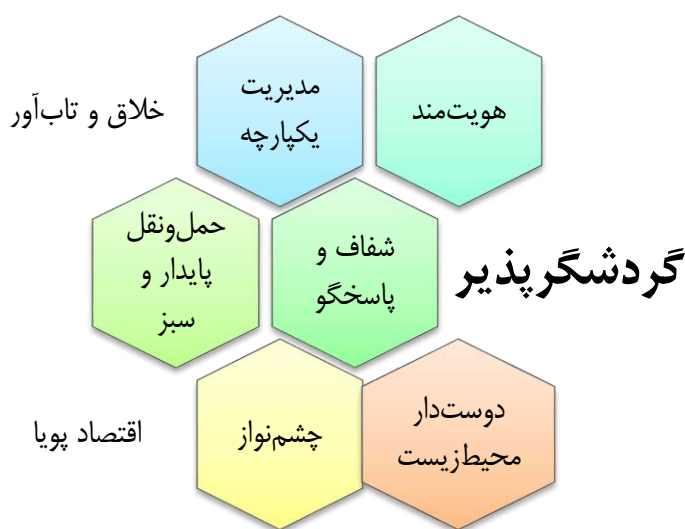 هویت‌مند
مدیریت
یکپارچه
خلاق و تاب‌آور
گردشگرپذیر
شفاف و
پاسخگو
حمل‌ونقل
پایدار و
سبز
دوست‌دار
محیط‌زیست
چشم‌نواز
اقتصاد پویا